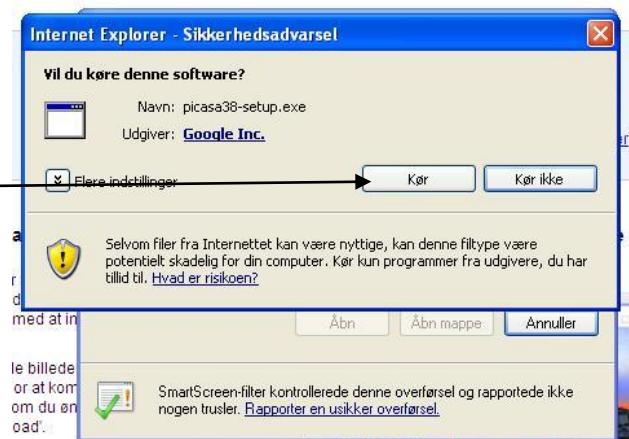 Internet Explorer - Sikkerhedsadvarsel
Vil du køre denne software?
Navn: picasa38-setup.exe
Udgiver: Google Inc.
Flere indstillinger
Kør
Kør ikke
Selvom filer fra Internettet kan være nyttige, kan denne filtype være
potentielt skadelig for din computer. Kør kun programmer fra udgivere, du har
tillid til. Hvad er risikoen?
med at in
Åbn
Åbn mappe
Annuller
le billede
or at kom
om du øn
oad'.
SmartScreen-filter kontrollerede denne overførsel og rapportede ikke
nogen trusler. Rapporter en usikker overførsel.